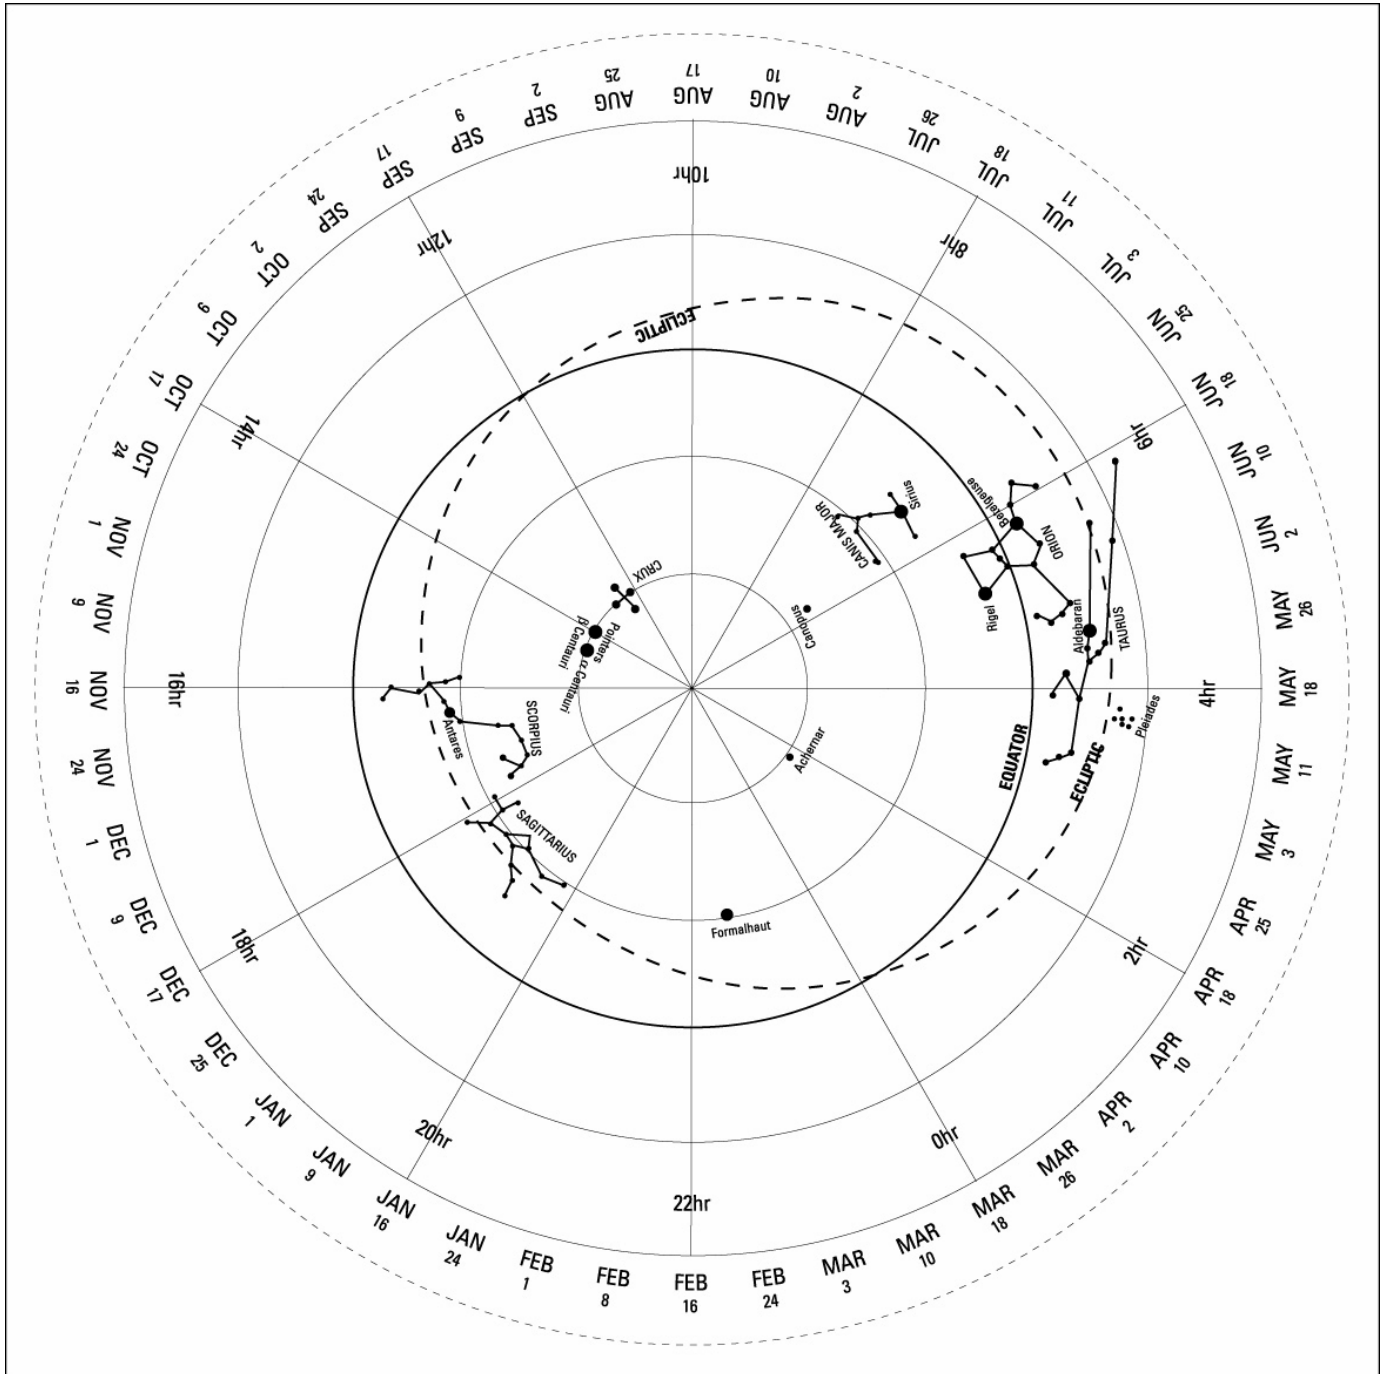 AUG
17
AUG
10
AUG
2
JUL
26
JUL
18
JUL
11
JUL
3
JUN
25
JUN
18
JUN
10
JUN
2
MAY
26
MAY
18
MAY
11
MAY
3
APR
25
APR
18
APR
10
APR
2
MAR
26
MAR
18
MAR
10
MAR
3
FEB
24
FEB
16
FEB
8
FEB
1
JAN
24
JAN
16
JAN
9
JAN
1
DEC
25
DEC
17
DEC
9
DEC
1
NOV
24
NOV
16
NOV
9
NOV
1
OCT
24
OCT
17
OCT
9
OCT
2
SEP
24
SEP
17
SEP
9
SEP
2
AUG
25
10hr
8hr
6hr
4hr
2hr
0hr
22hr
20hr
18hr
16hr
14hr
12hr
ECLIPTIC
Sirius
CANIS MAJOR
Betelgeuse
ORION
Rigel
Aldebaran
TAURUS
Pleiades
Canopus
CRUX
Pointers
β Centauri
α Centauri
SCORPIUS
Antares
SAGITTARIUS
Achernar
EQUATOR
ECLIPTIC
Formalhaut